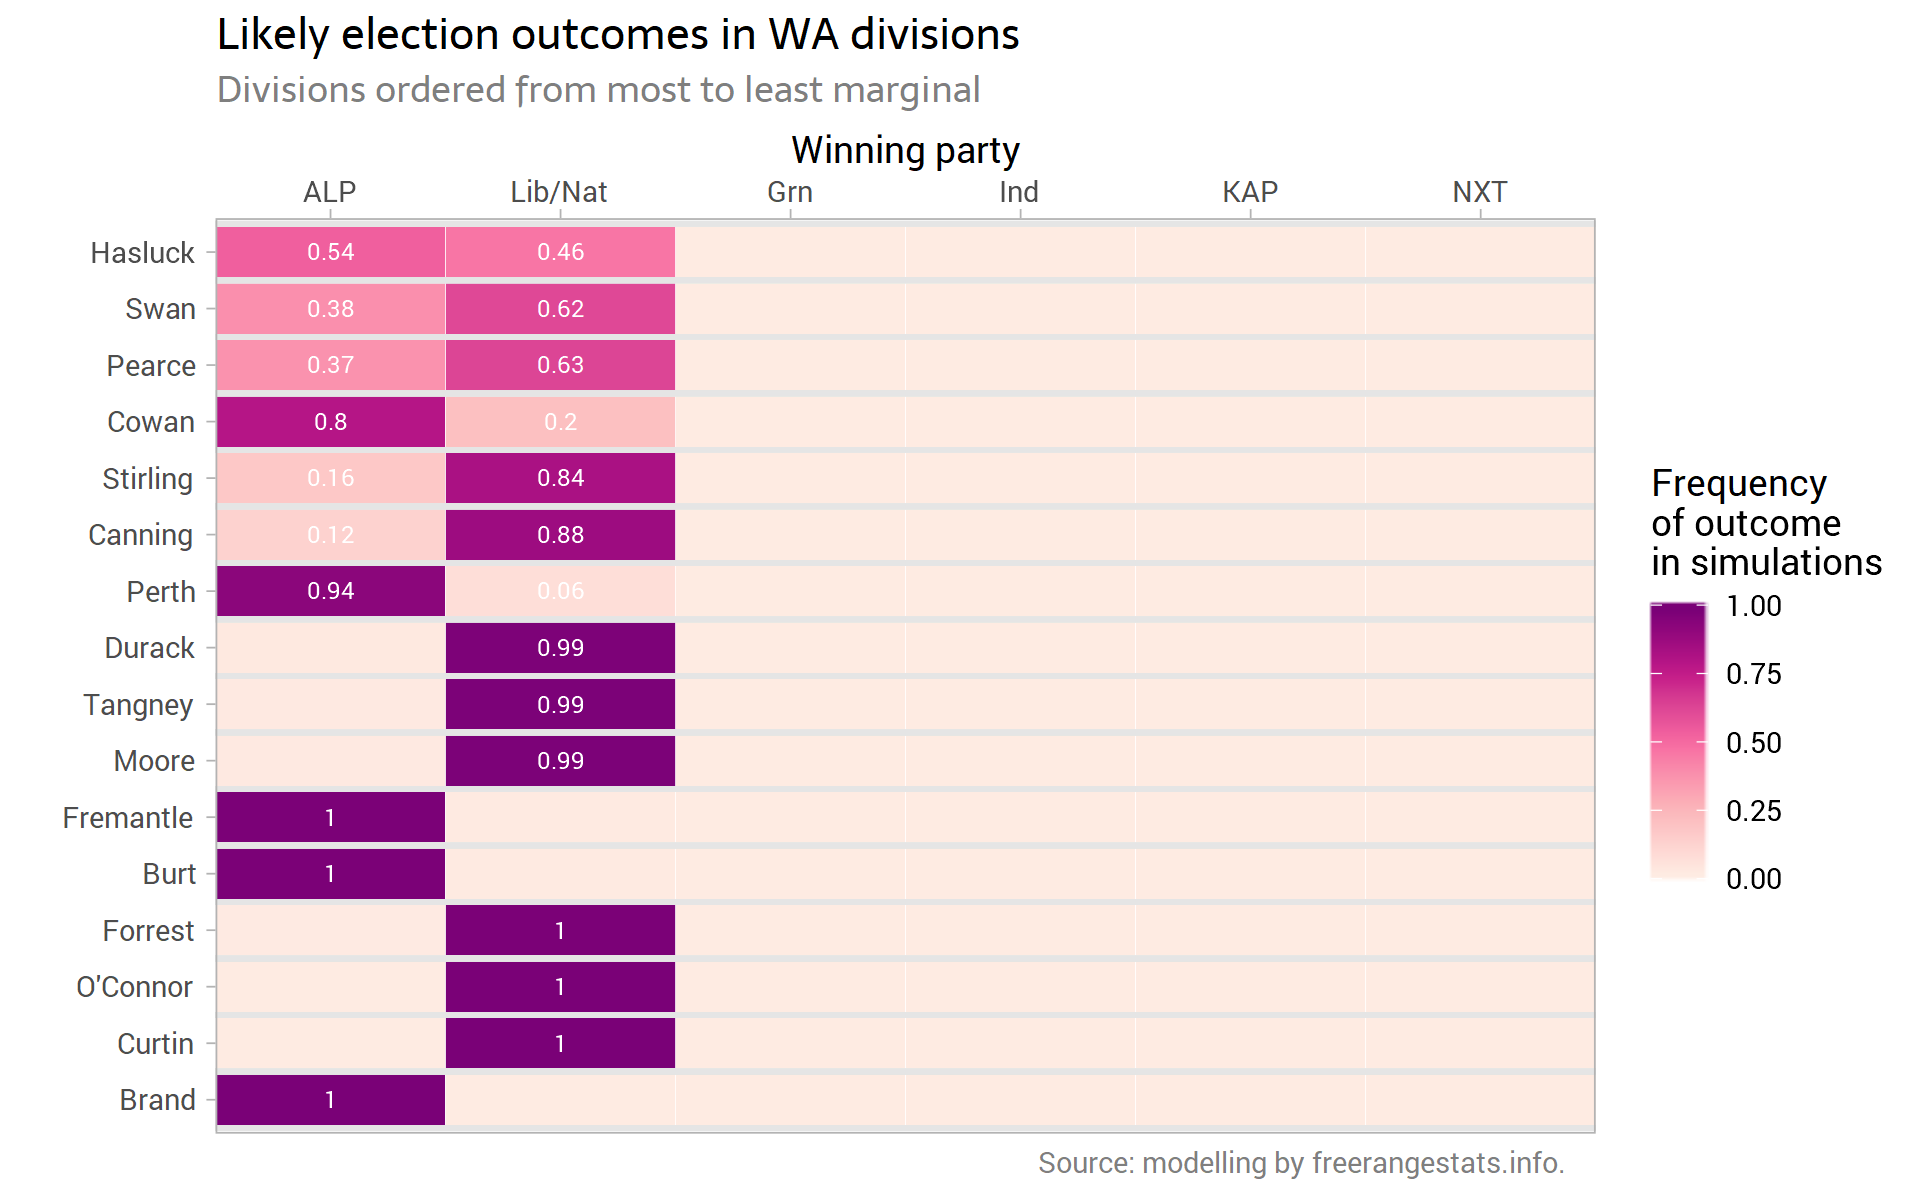 Likely election outcomes in WA divisions
Divisions ordered from most to least marginal
Winning party
ALP Lib/Nat Grn Ind KAP NXT
Hasluck 0.54 0.46
Swan 0.38 0.62
Pearce 0.37 0.63
Cowan 0.8 0.2
Stirling 0.16 0.84
Canning 0.12 0.88
Perth 0.94 0.06
Durack 0.99
Tangney 0.99
Moore 0.99
Fremantle 1
Burt 1
Forrest 1
O'Connor 1
Curtin 1
Brand 1
Frequency
of outcome
in simulations
1.00
0.75
0.50
0.25
0.00
Source: modelling by freerangestats.info.